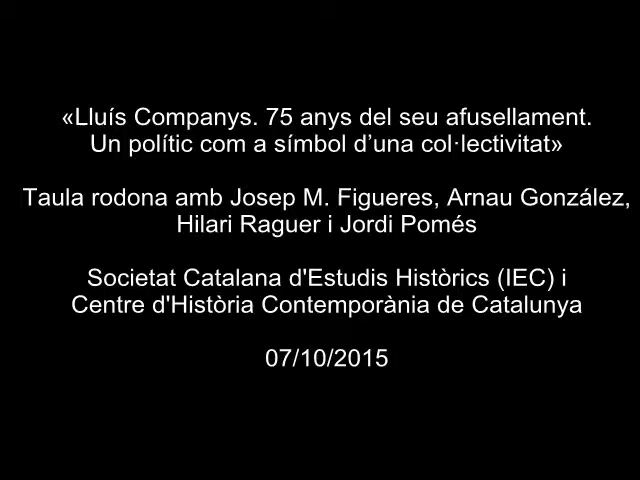 «Lluís Companys. 75 anys del seu afusellament.
Un polític com a símbol d’una col·lectivitat»
Taula rodona amb Josep M. Figueres, Arnau González,
Hilari Raguer i Jordi Pomés
Societat Catalana d'Estudis Històrics (IEC) i
Centre d'Història Contemporània de Catalunya
07/10/2015